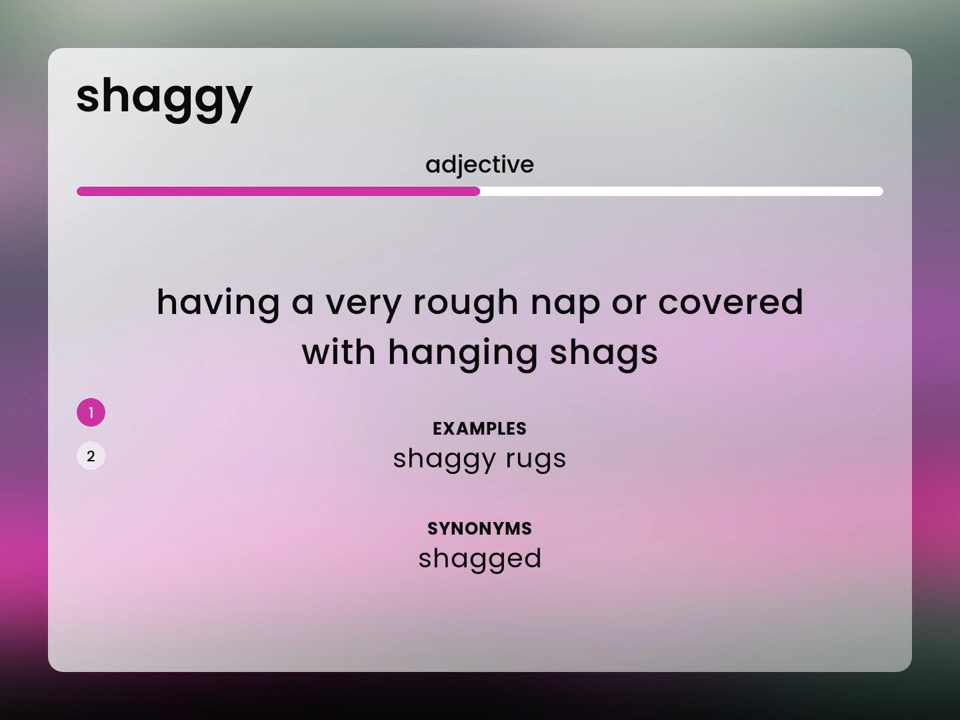 shaggy
adjective
having a very rough nap or covered
with hanging shags
1
2
EXAMPLES
shaggy rugs
SYNONYMS
shagged